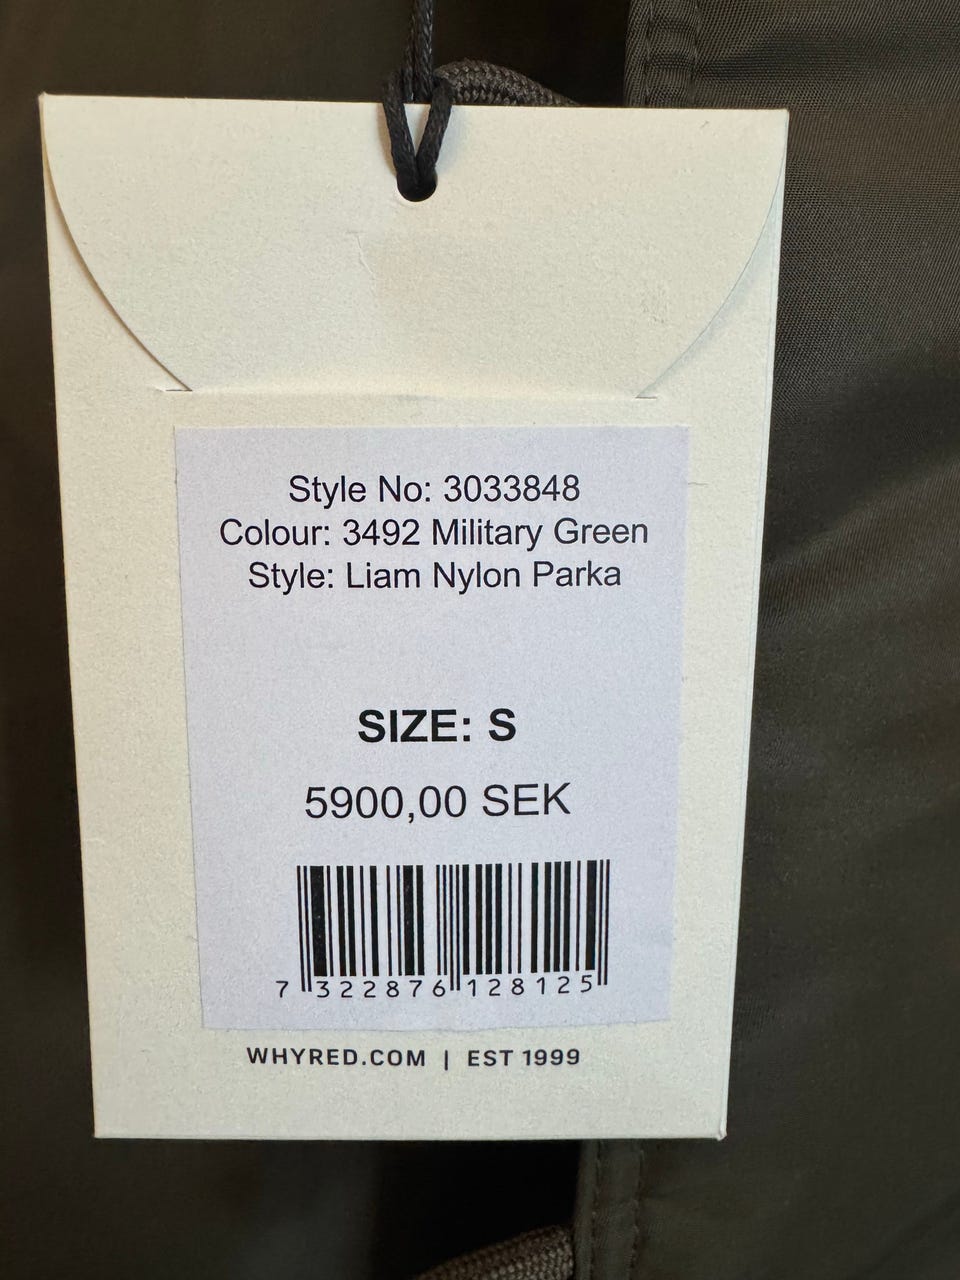 Style No: 3033848
Colour: 3492 Military Green
Style: Liam Nylon Parka
SIZE: S
5900,00 SEK
7 322876 128125
WHYRED.COM | EST 1999